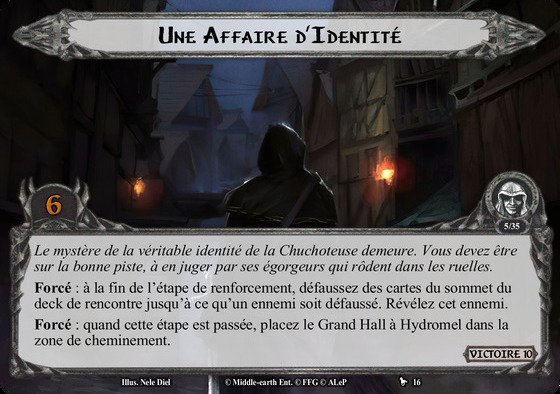 Une Affaire d'Identité
6
5/35
Le mystère de la véritable identité de la Chuchoteuse demeure. Vous devez être
sur la bonne piste, à en juger par ses égorgeurs qui rôdent dans les ruelles.
Forcé : à la fin de l'étape de renforcement, défaussez des cartes du sommet du
deck de rencontre jusqu'à ce qu'un ennemi soit défaussé. Révélez cet ennemi.
Forcé : quand cette étape est passée, placez le Grand Hall à Hydromel dans la
zone de cheminement.
VICTOIRE 10
Illus. Nele Diel © Middle-earth Ent. © FFG © ALeP 16